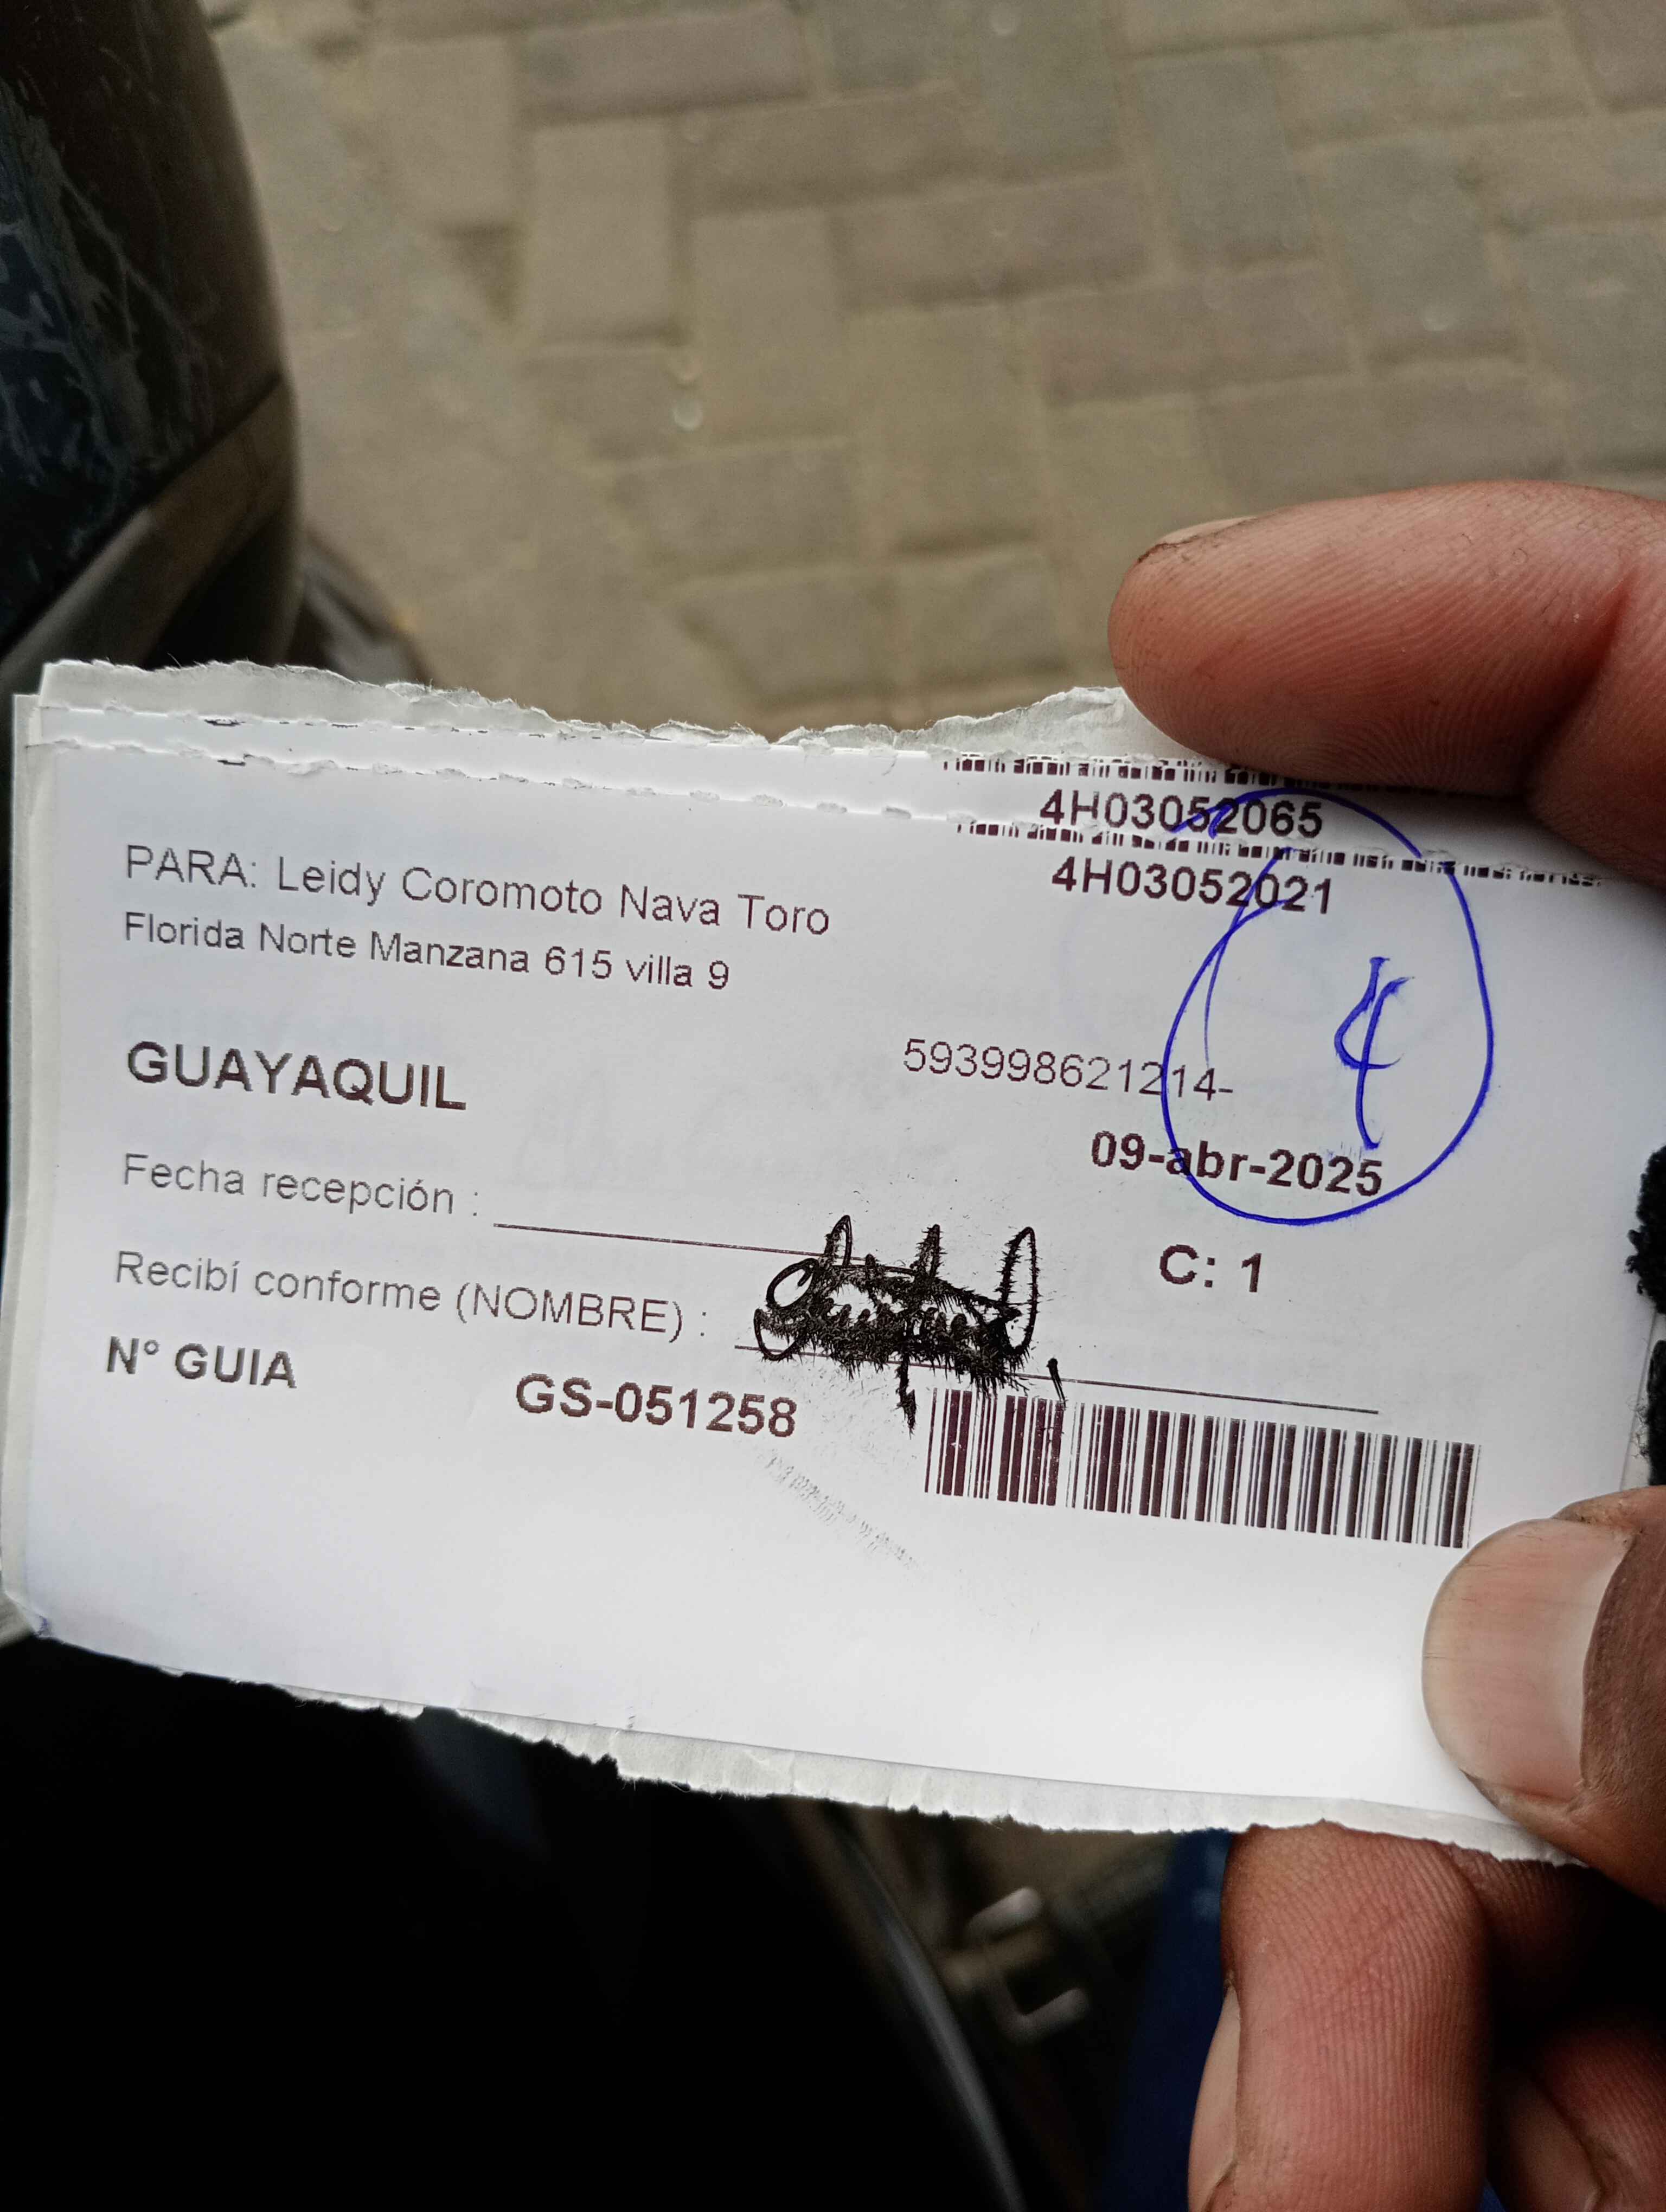 4H03052065
4H03052021
PARA: Leidy Coromoto Nava Toro
Florida Norte Manzana 615 villa 9
4
GUAYAQUIL
593998621214-
09-abr-2025
Fecha recepción :
C: 1
Recibí conforme (NOMBRE) :
N° GUIA
GS-051258